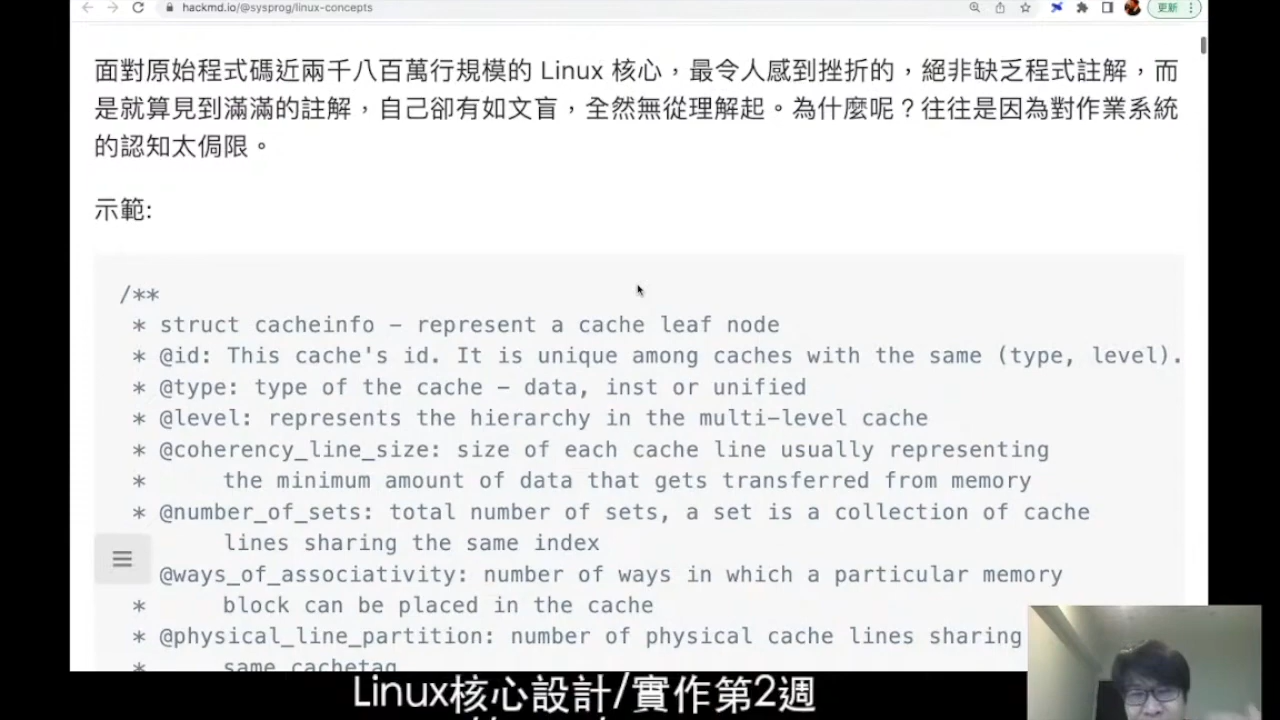 hackmd.io/@sysprog/linux-concepts
更新
面對原始程式碼近兩千八百萬行規模的 Linux 核心，最令人感到挫折的，絕非缺乏程式註解，而
是就算見到滿滿的註解，自己卻有如文盲，全然無從理解起。為什麼呢？往往是因為對作業系統
的認知太侷限。
示範:
/**
* struct cacheinfo - represent a cache leaf node
* @id: This cache's id. It is unique among caches with the same (type, level).
* @type: type of the cache - data, inst or unified
* @level: represents the hierarchy in the multi-level cache
* @coherency_line_size: size of each cache line usually representing
* the minimum amount of data that gets transferred from memory
* @number_of_sets: total number of sets, a set is a collection of cache
lines sharing the same index
@ways_of_associativity: number of ways in which a particular memory
* block can be placed in the cache
* @physical_line_partition: number of physical cache lines sharing
* same cachetag
Linux核心設計/實作第2週